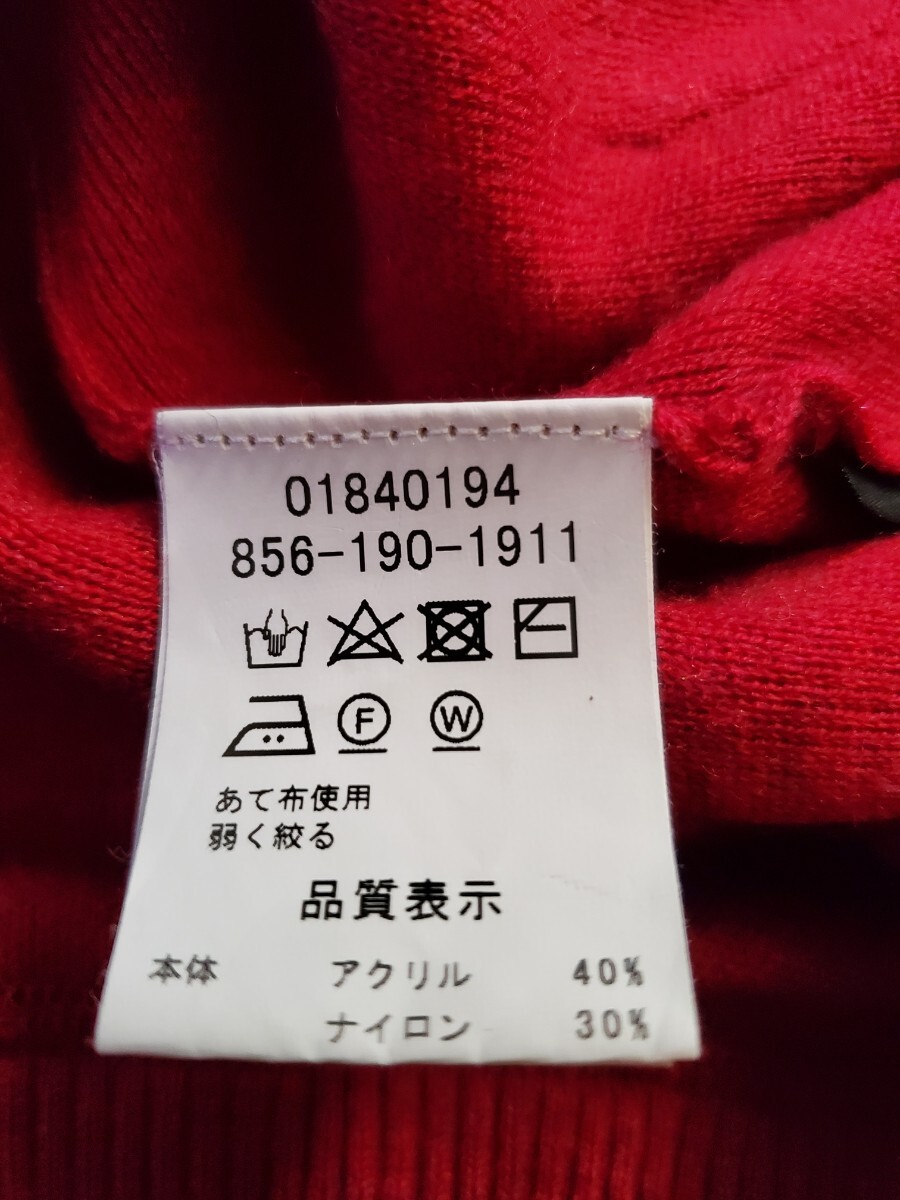 01840194
856-190-1911
F W
あて布使用
弱く絞る
品質表示
本体 アクリル 40%
ナイロン 30%